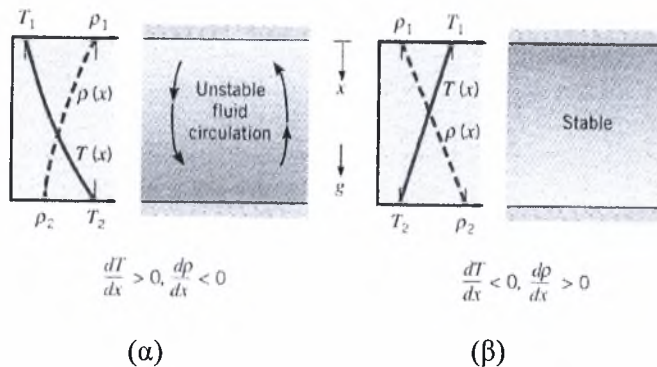 T₁ ρ₁
ρ(x)
T(x)
ρ₂ T₂
Unstable
fluid
circulation
x
g
ρ₁ T₁
T(x)
ρ(x)
T₂ ρ₂
Stable
dT/dx > 0, dρ/dx < 0
dT/dx < 0, dρ/dx > 0
(α) (β)